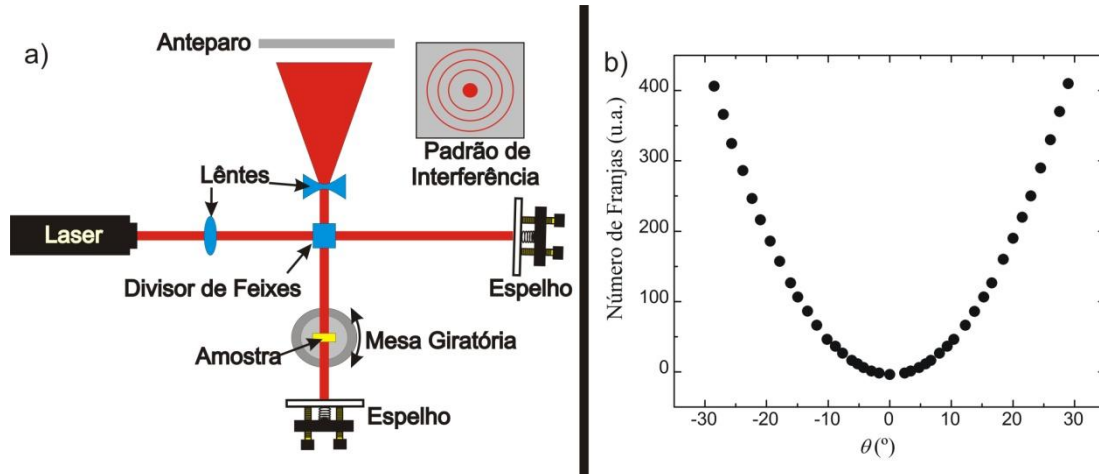 a)
Anteparo
Padrão de
Interferência
Lêntes
Laser
Divisor de Feixes
Espelho
Mesa Giratória
Amostra
Espelho
b)
Número de Franjas (u.a.)
400
300
200
100
0
-30 -20 -10 0 10 20 30
θ (º)